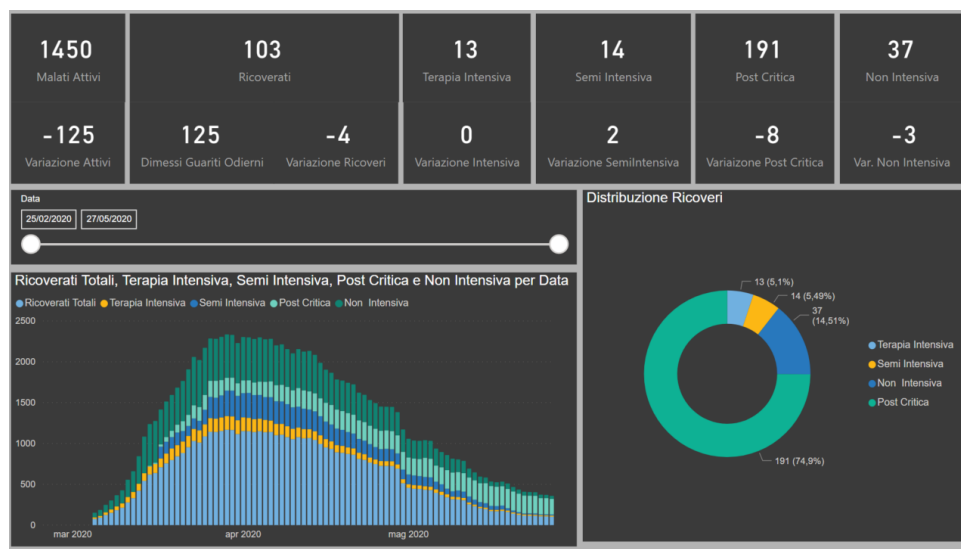 1450
Malati Attivi
103
Ricoverati
13
Terapia Intensiva
14
Semi Intensiva
191
Post Critica
37
Non Intensiva
-125
Variazione Attivi
125
Dimessi Guariti Odierni
-4
Variazione Ricoveri
0
Variazione Intensiva
2
Variazione SemiIntensiva
-8
Variaizone Post Critica
-3
Var. Non Intensiva
Data
25/02/2020 27/05/2020
Ricoverati Totali, Terapia Intensiva, Semi Intensiva, Post Critica e Non Intensiva per Data
Ricoverati Totali Terapia Intensiva Semi Intensiva Post Critica Non Intensiva
2500
2000
1500
1000
500
0
mar 2020 apr 2020 mag 2020
Distribuzione Ricoveri
13 (5,1%)
14 (5,49%)
37
(14,51%)
191 (74,9%)
Terapia Intensiva
Semi Intensiva
Non Intensiva
Post Critica